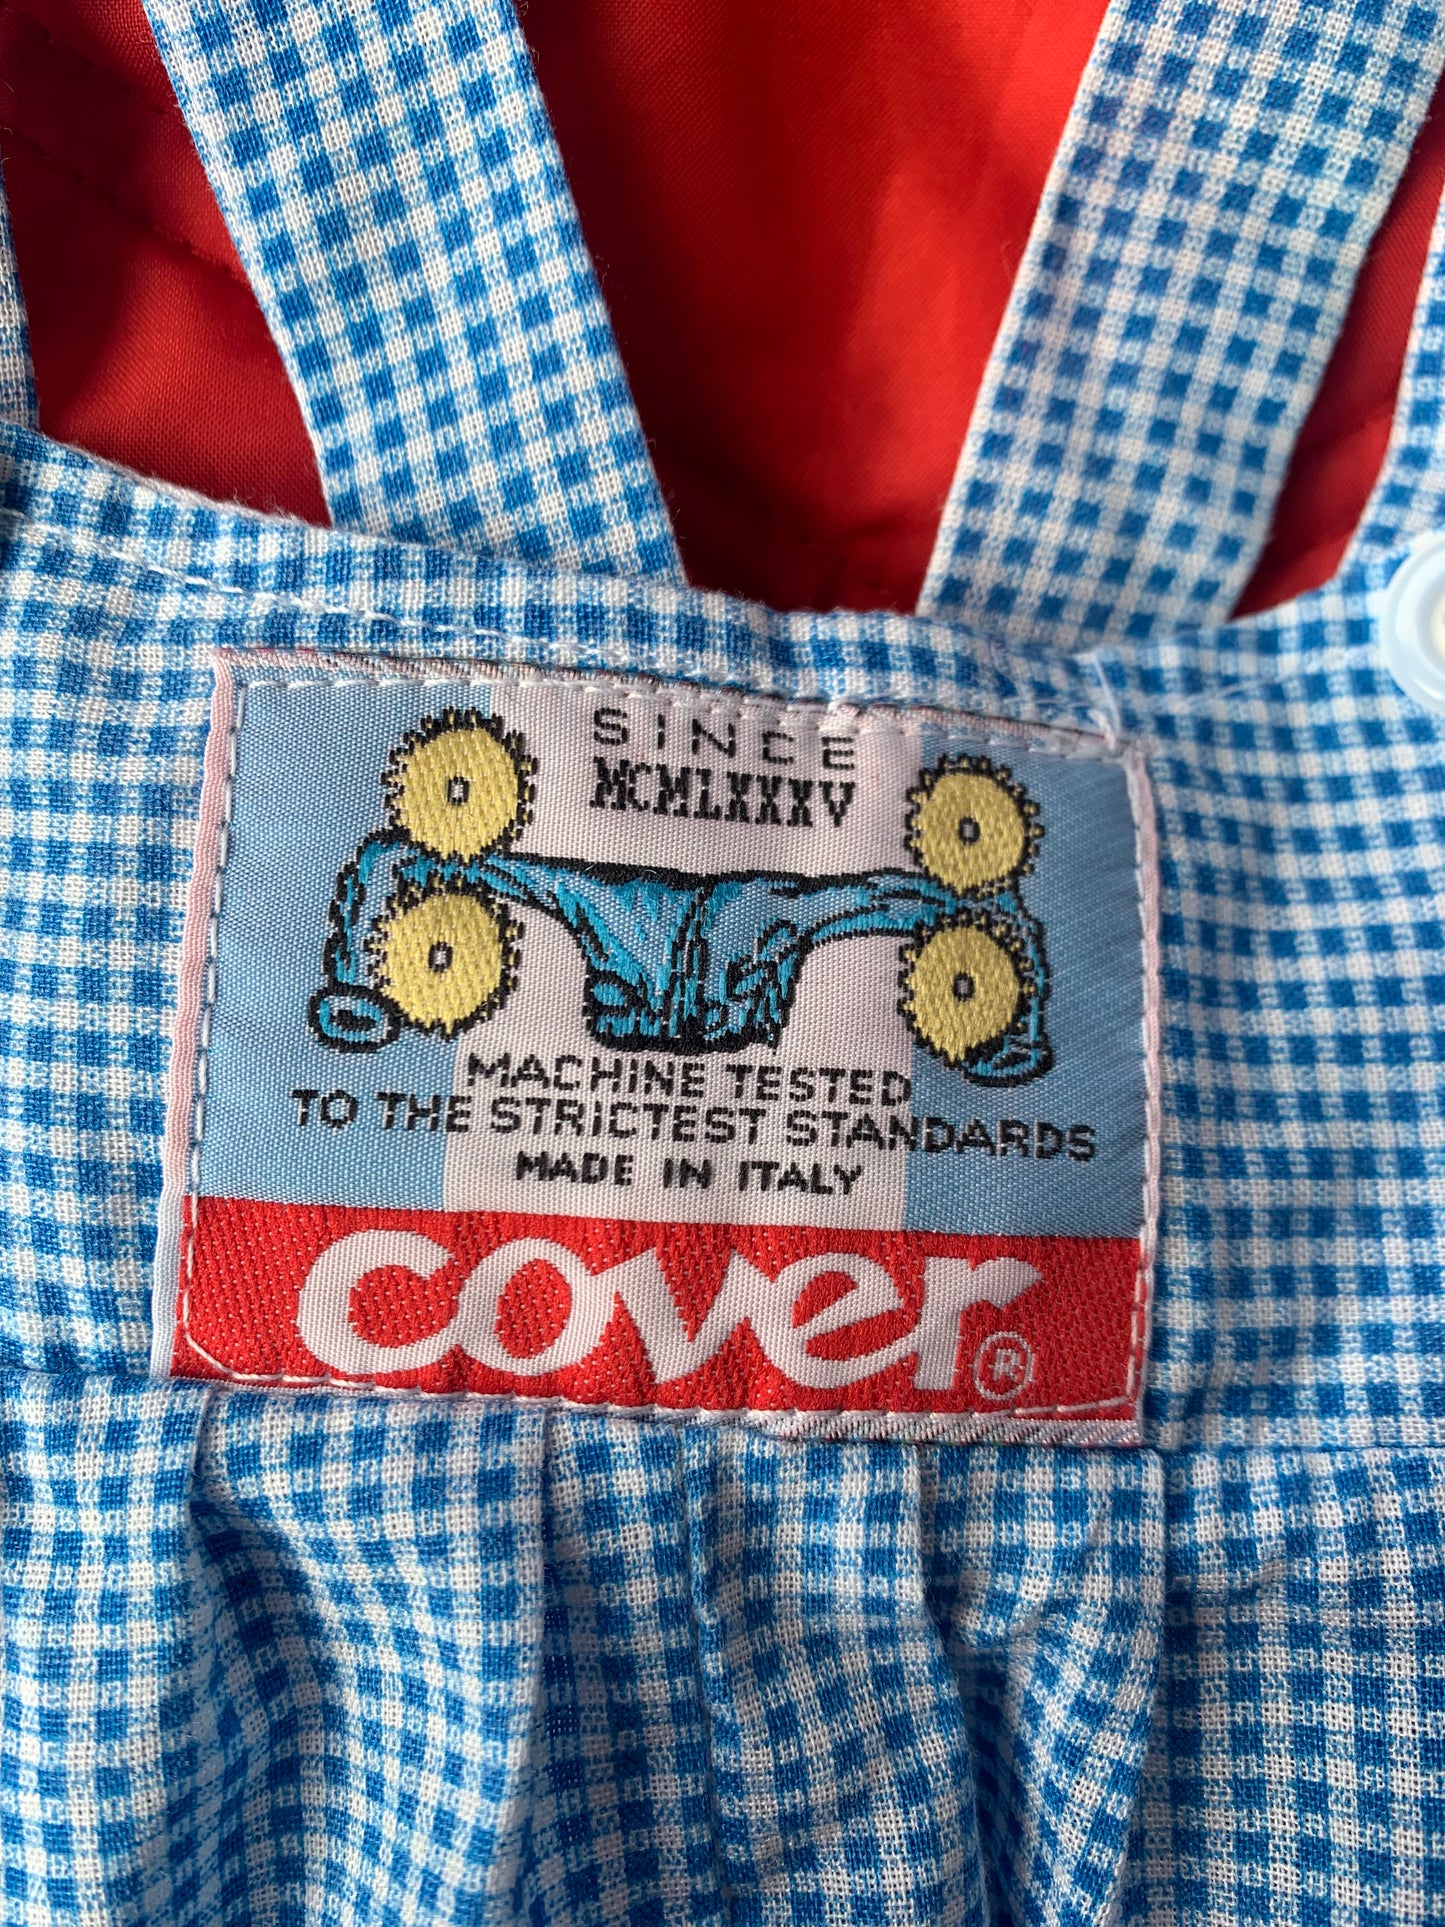 SINCE
MCMLXXXV
MACHINE TESTED
TO THE STRICTEST STANDARDS
MADE IN ITALY
cover®